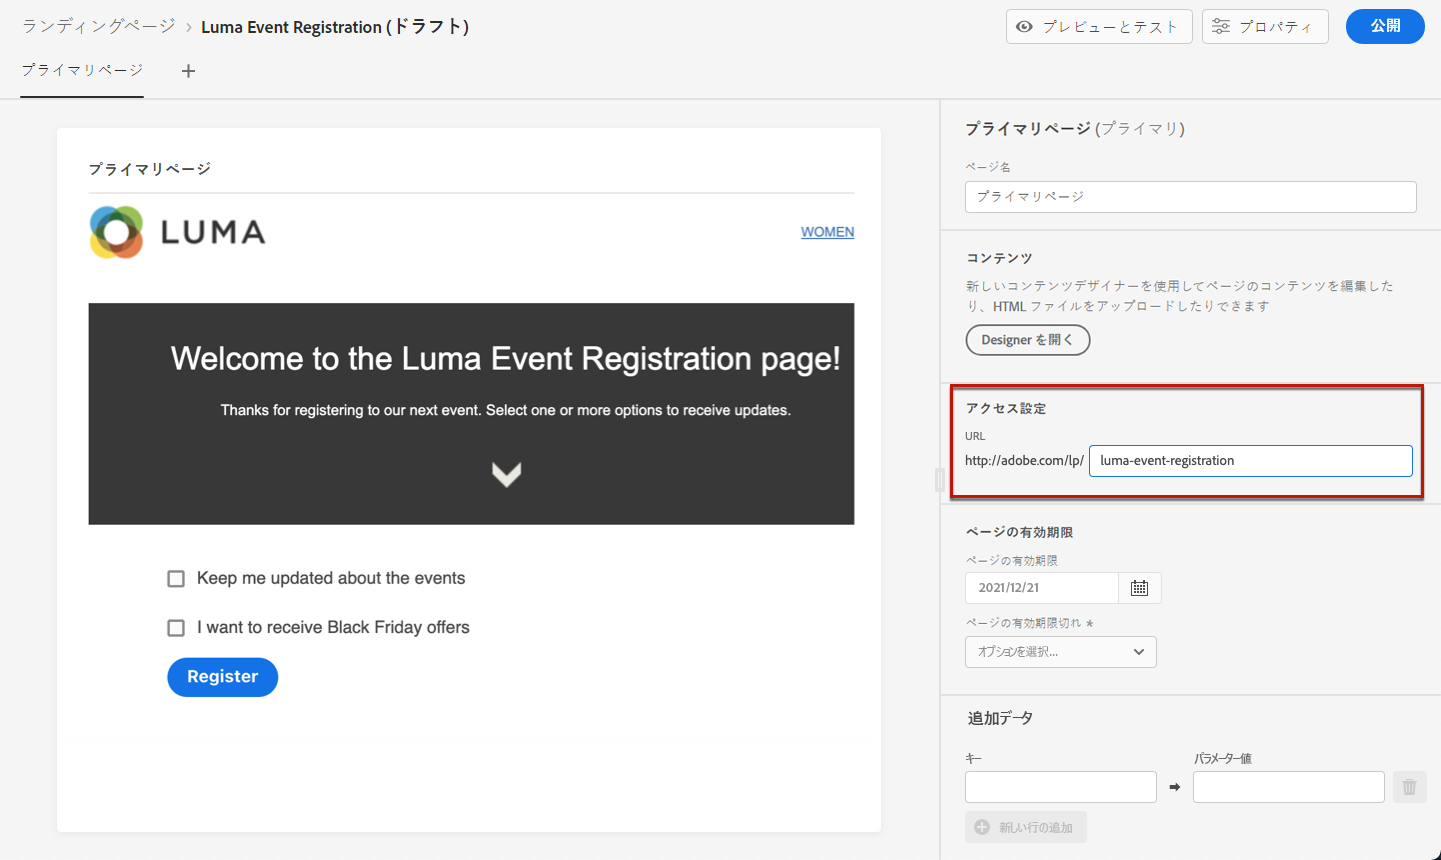 ランディングページ › Luma Event Registration (ドラフト)
プレビューとテスト
プロパティ
公開
プライマリページ
プライマリページ
LUMA
WOMEN
Welcome to the Luma Event Registration page!
Thanks for registering to our next event. Select one or more options to receive updates.
Keep me updated about the events
I want to receive Black Friday offers
Register
プライマリページ (プライマリ)
ページ名
プライマリページ
コンテンツ
新しいコンテンツデザイナーを使用してページのコンテンツを編集した
り、HTML ファイルをアップロードしたりできます
Designer を開く
アクセス設定
URL
http://adobe.com/lp/ luma-event-registration
ページの有効期限
ページの有効期限
2021/12/21
ページの有効期限切れ *
オプションを選択...
追加データ
キー
パラメーター値
新しい行の追加